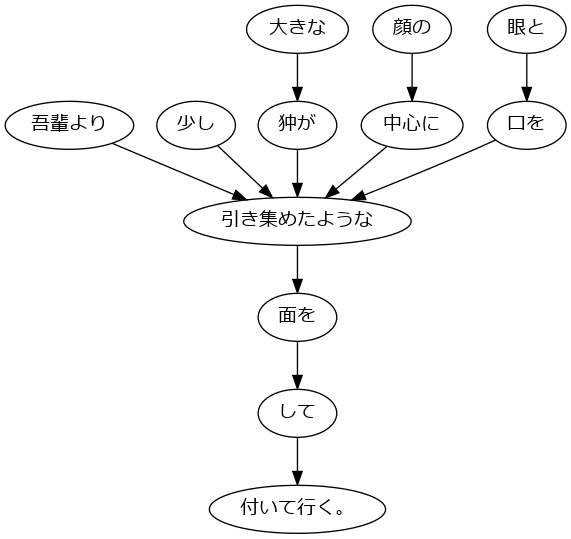 大きな 顔の 眼と
吾輩より 少し 狆が 中心に 口を
引き集めたような
面を
して
付いて行く。